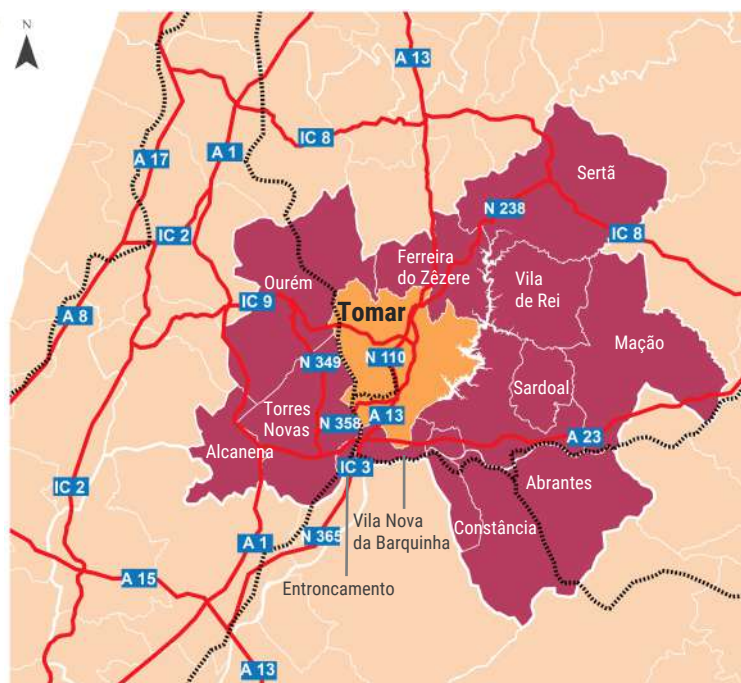 N
A 13
IC 8
A 17
A 1
Sertã
N 238
IC 2
IC 8
Ferreira
do Zêzere
Ourém
Vila
de Rei
IC 9
Tomar
A 8
Mação
N 349
N 110
Sardoal
Torres
Novas
N 358
A 13
A 23
Alcanena
IC 3
Abrantes
IC 2
Vila Nova
da Barquinha
Constância
N 365
A 1
A 15
Entroncamento
A 13